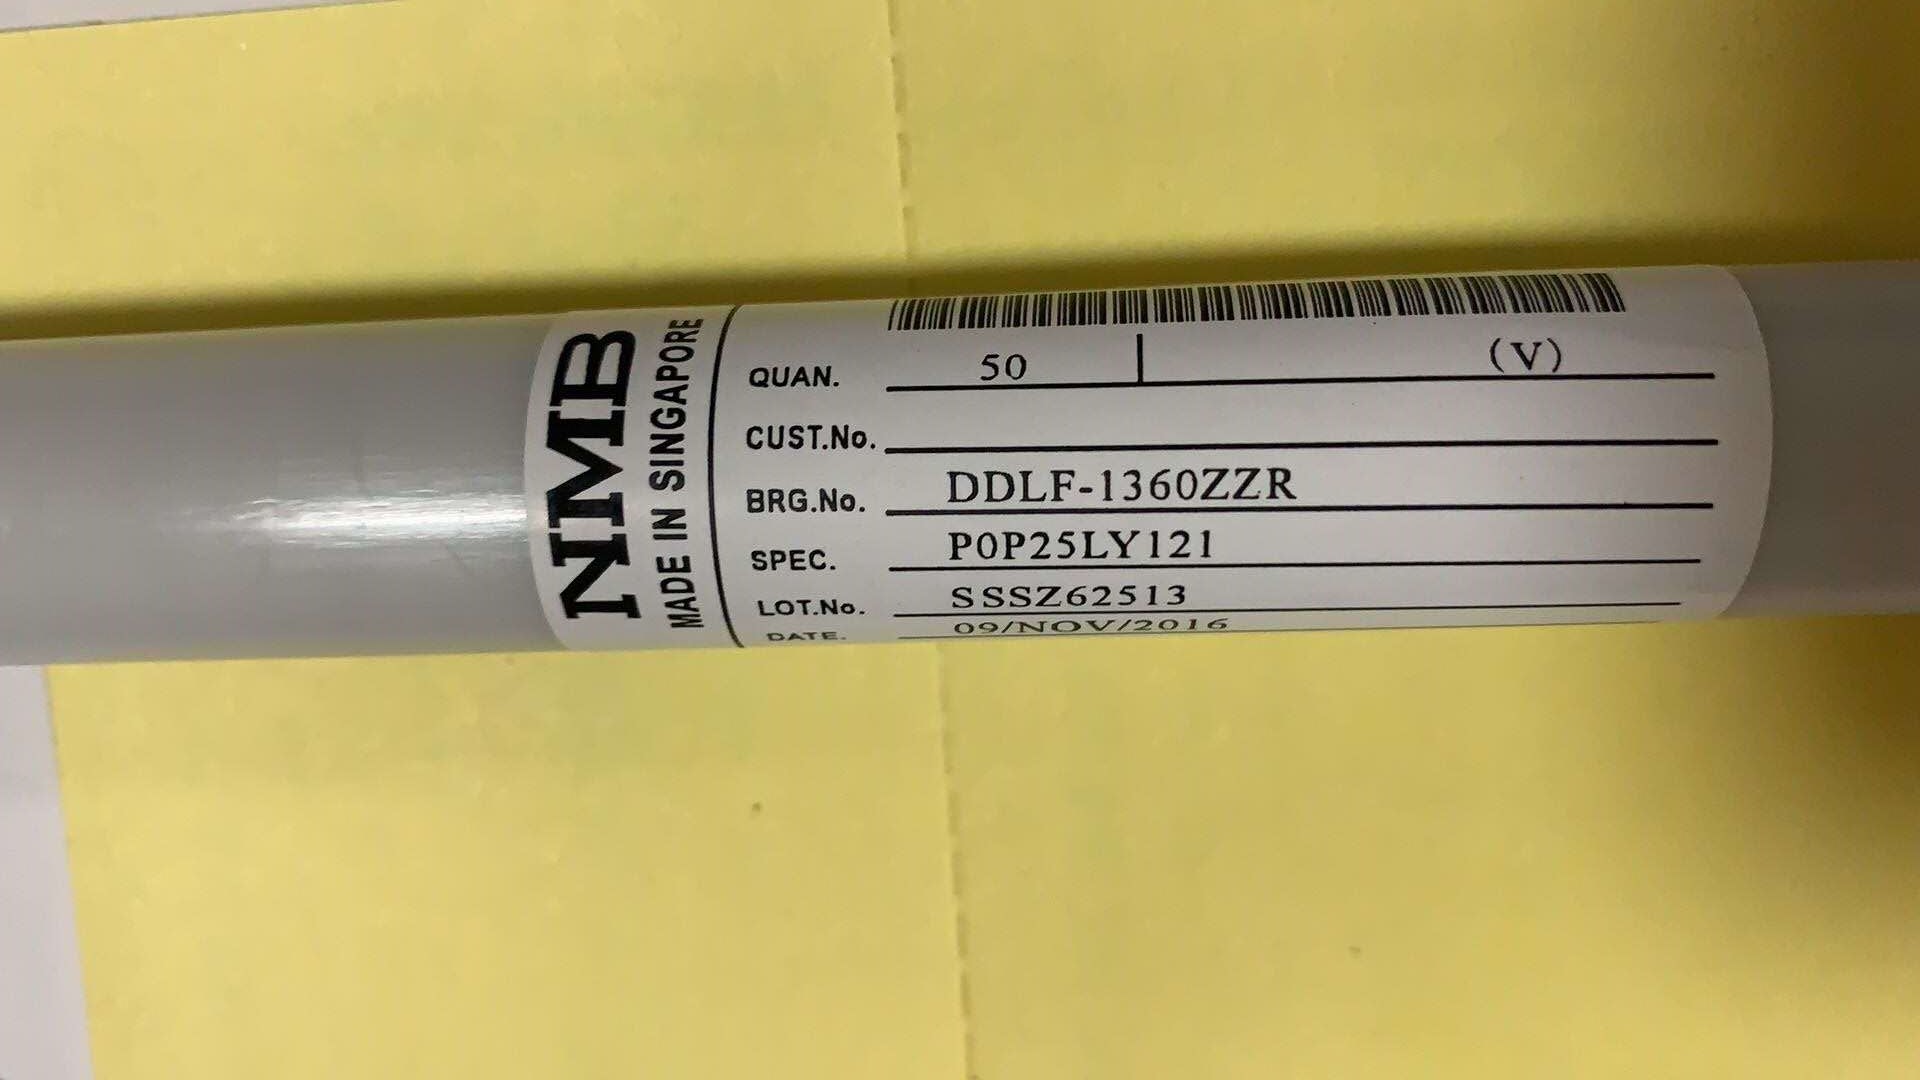 NMB
MADE IN SINGAPORE
QUAN. 50 (V)
CUST.No.
BRG.No. DDLF-1360ZZR
SPEC. P0P25LY121
LOT.No. SSSZ62513
DATE. 09/NOV/2016